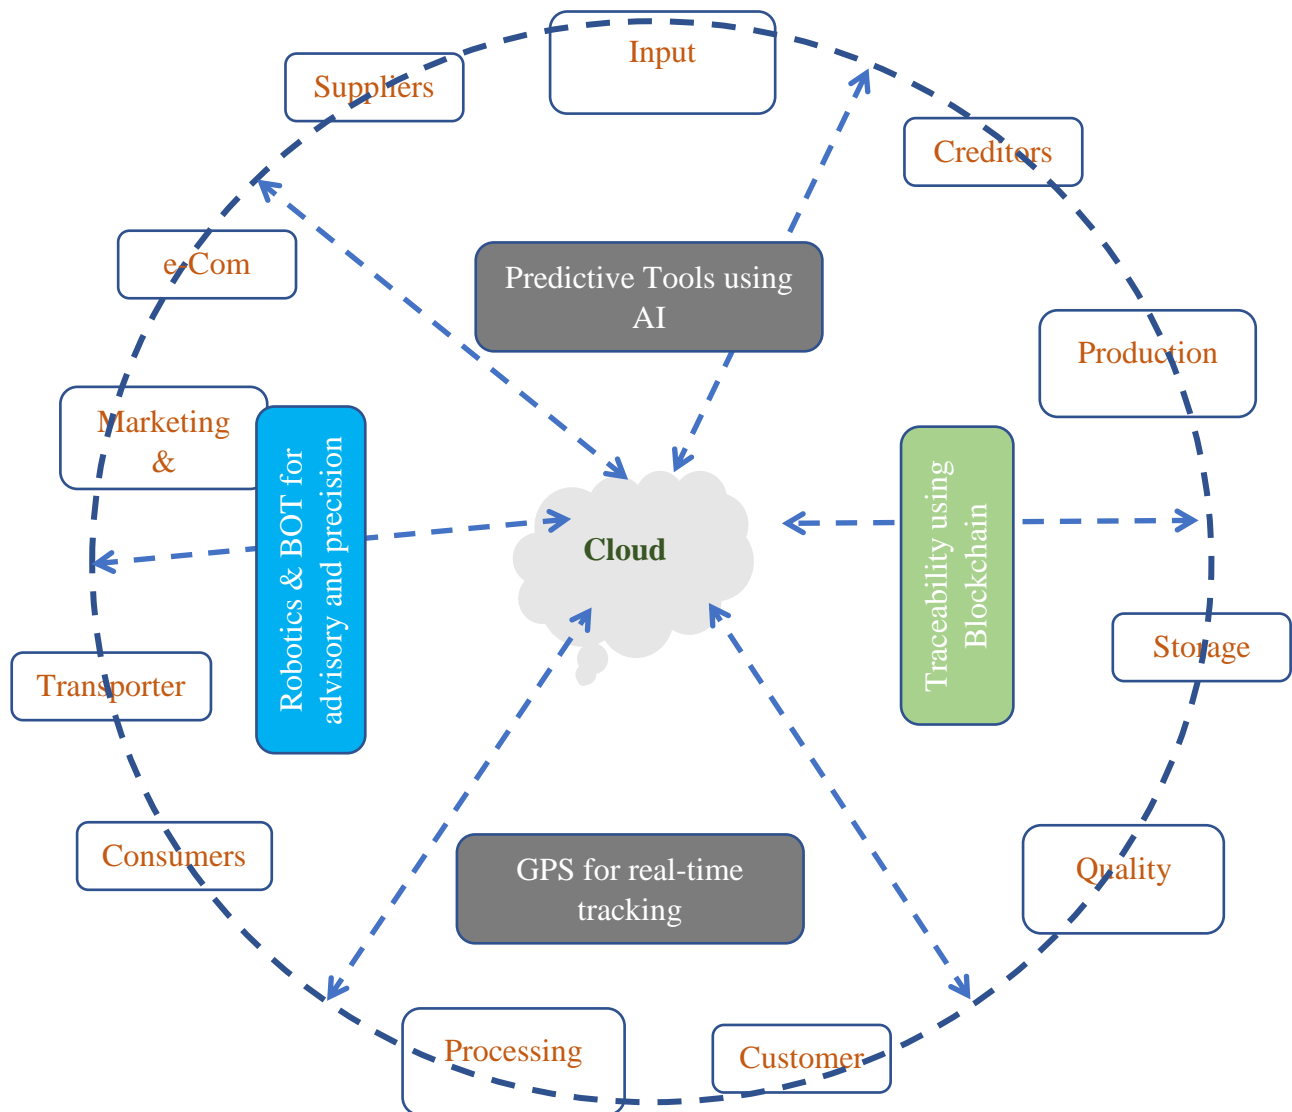 Input
Suppliers
Creditors
e-Com
Predictive Tools using
AI
Production
Marketing
&
Robotics & BOT for
advisory and precision
Cloud
Traceability using
Blockchain
Storage
Transporter
Consumers
GPS for real-time
tracking
Quality
Processing
Customer